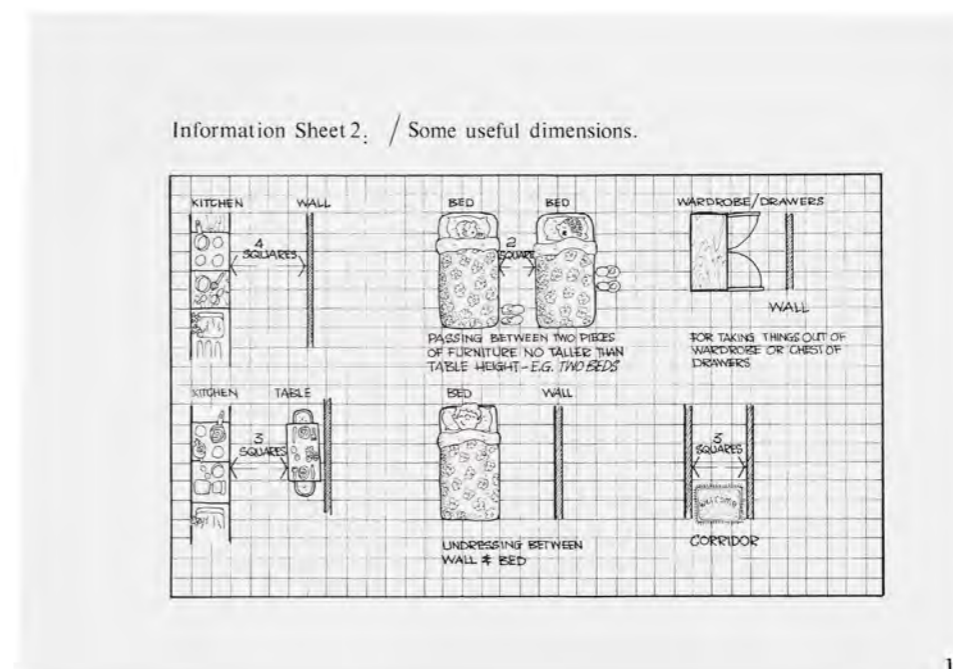 Information Sheet 2. / Some useful dimensions.
KITCHEN
WALL
4
SQUARES
BED
BED
2
SQUARE
PASSING BETWEEN TWO PIECES
OF FURNITURE NO TALLER THAN
TABLE HEIGHT - E.G. TWO BEDS
WARDROBE/DRAWERS
WALL
FOR TAKING THINGS OUT OF
WARDROBE OR CHEST OF
DRAWERS
KITCHEN
TABLE
3
SQUARES
BED
WALL
UNDRESSING BETWEEN
WALL & BED
3
SQUARES
WELCOME
CORRIDOR
1